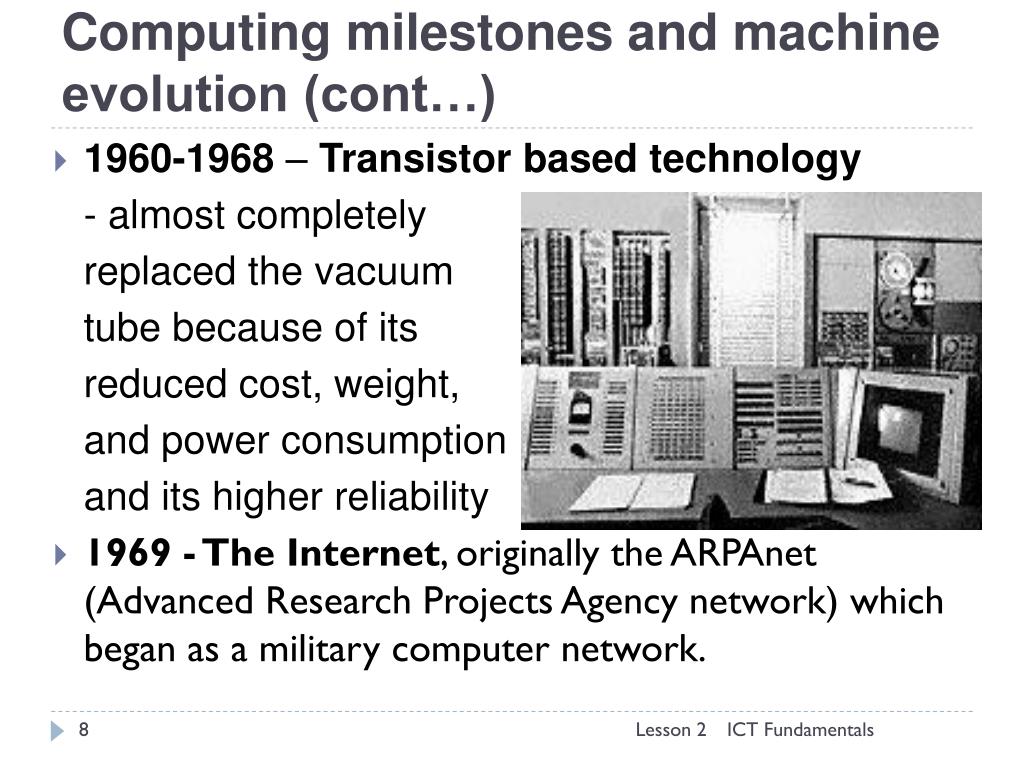 Computing milestones and machine
evolution (cont…)
1960-1968 – Transistor based technology
- almost completely
replaced the vacuum
tube because of its
reduced cost, weight,
and power consumption
and its higher reliability
1969 - The Internet, originally the ARPAnet
(Advanced Research Projects Agency network) which
began as a military computer network.
8 Lesson 2 ICT Fundamentals